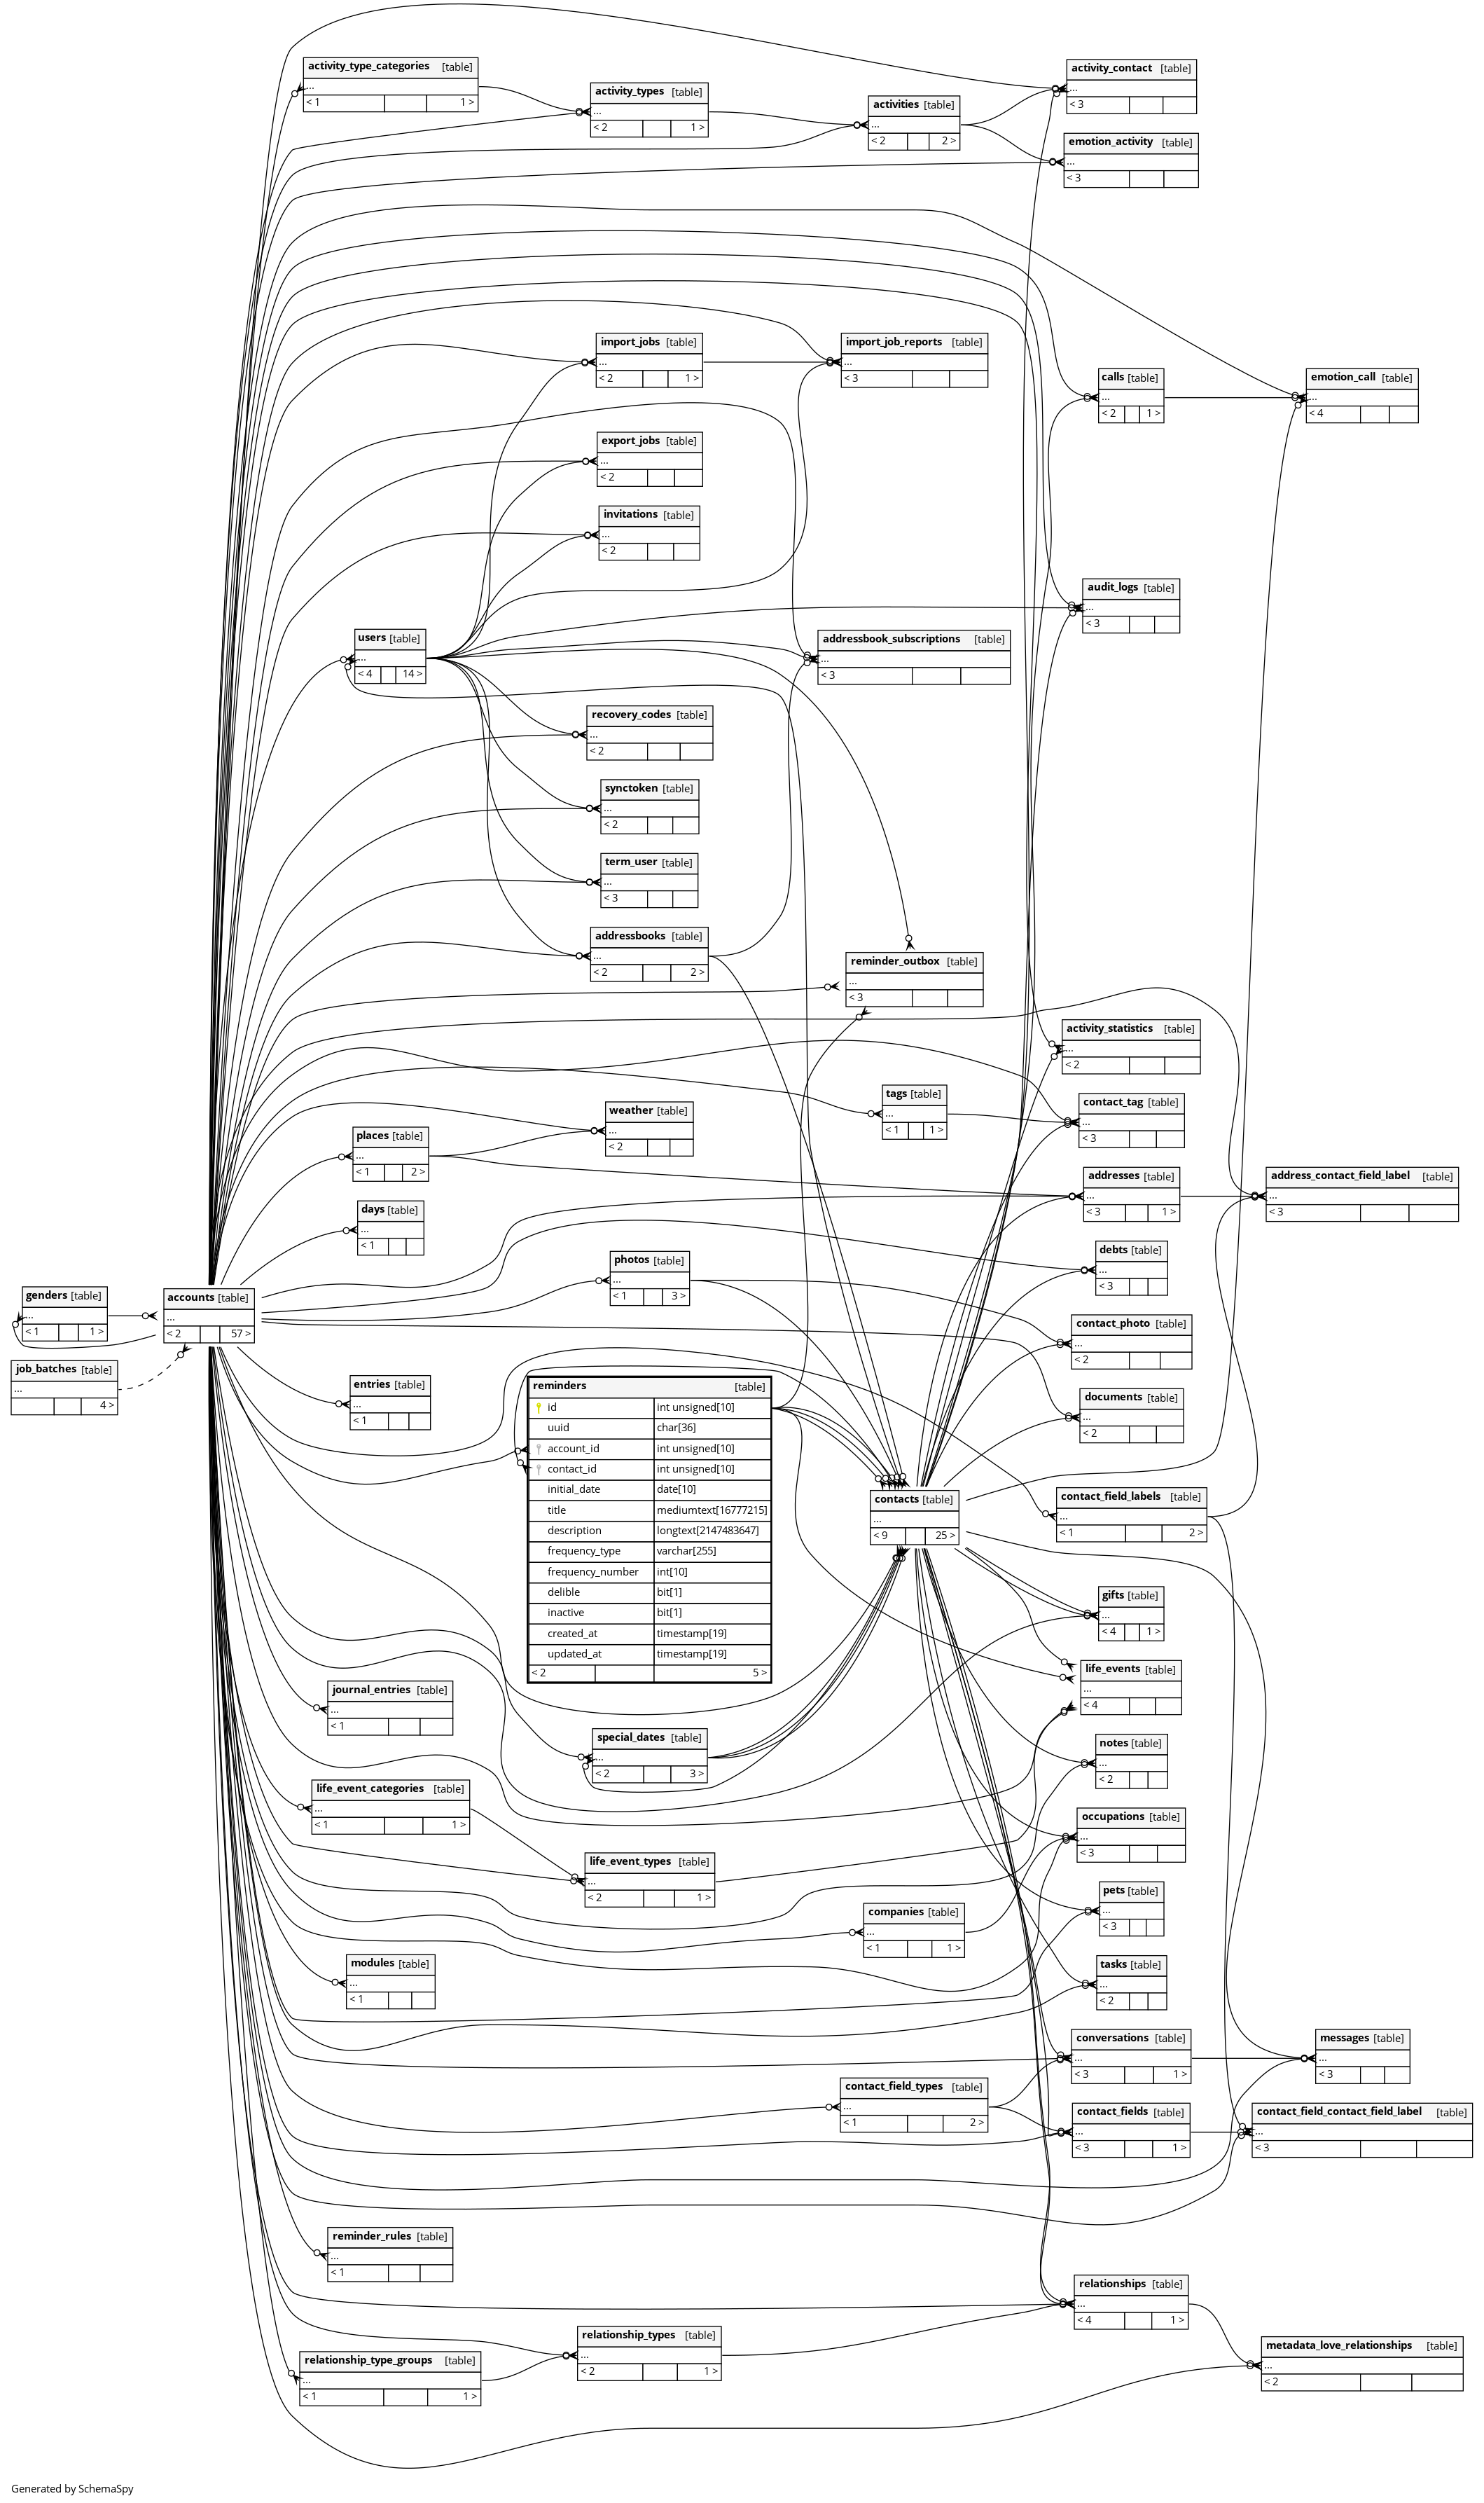 activity_type_categories [table]
...
< 1 1 >
activity_types [table]
...
< 2 1 >
activities [table]
...
< 2 2 >
activity_contact [table]
...
< 3
emotion_activity [table]
...
< 3
import_jobs [table]
...
< 2 1 >
import_job_reports [table]
...
< 3
calls [table]
...
< 2 1 >
emotion_call [table]
...
< 4
export_jobs [table]
...
< 2
invitations [table]
...
< 2
audit_logs [table]
...
< 3
users [table]
...
< 4 14 >
addressbook_subscriptions [table]
...
< 3
recovery_codes [table]
...
< 2
synctoken [table]
...
< 2
term_user [table]
...
< 3
addressbooks [table]
...
< 2 2 >
reminder_outbox [table]
...
< 3
activity_statistics [table]
...
< 2
tags [table]
...
< 1 1 >
contact_tag [table]
...
< 3
weather [table]
...
< 2
places [table]
...
< 1 2 >
addresses [table]
...
< 3 1 >
address_contact_field_label [table]
...
< 3
days [table]
...
< 1
debts [table]
...
< 3
photos [table]
...
< 1 3 >
genders [table]
...
< 1 1 >
accounts [table]
...
< 2 57 >
contact_photo [table]
...
< 2
job_batches [table]
...
4 >
entries [table]
...
< 1
documents [table]
...
< 2
reminders [table]
id int unsigned[10]
uuid char[36]
account_id int unsigned[10]
contact_id int unsigned[10]
initial_date date[10]
title mediumtext[16777215]
description longtext[2147483647]
frequency_type varchar[255]
frequency_number int[10]
delible bit[1]
inactive bit[1]
created_at timestamp[19]
updated_at timestamp[19]
< 2 5 >
contacts [table]
...
< 9 25 >
contact_field_labels [table]
...
< 1 2 >
gifts [table]
...
< 4 1 >
life_events [table]
...
< 4
journal_entries [table]
...
< 1
special_dates [table]
...
< 2 3 >
notes [table]
...
< 2
life_event_categories [table]
...
< 1 1 >
occupations [table]
...
< 3
life_event_types [table]
...
< 2 1 >
pets [table]
...
< 3
companies [table]
...
< 1 1 >
modules [table]
...
< 1
tasks [table]
...
< 2
conversations [table]
...
< 3 1 >
messages [table]
...
< 3
contact_field_types [table]
...
< 1 2 >
contact_fields [table]
...
< 3 1 >
contact_field_contact_field_label [table]
...
< 3
reminder_rules [table]
...
< 1
relationships [table]
...
< 4 1 >
relationship_types [table]
...
< 2 1 >
metadata_love_relationships [table]
...
< 2
relationship_type_groups [table]
...
< 1 1 >
Generated by SchemaSpy